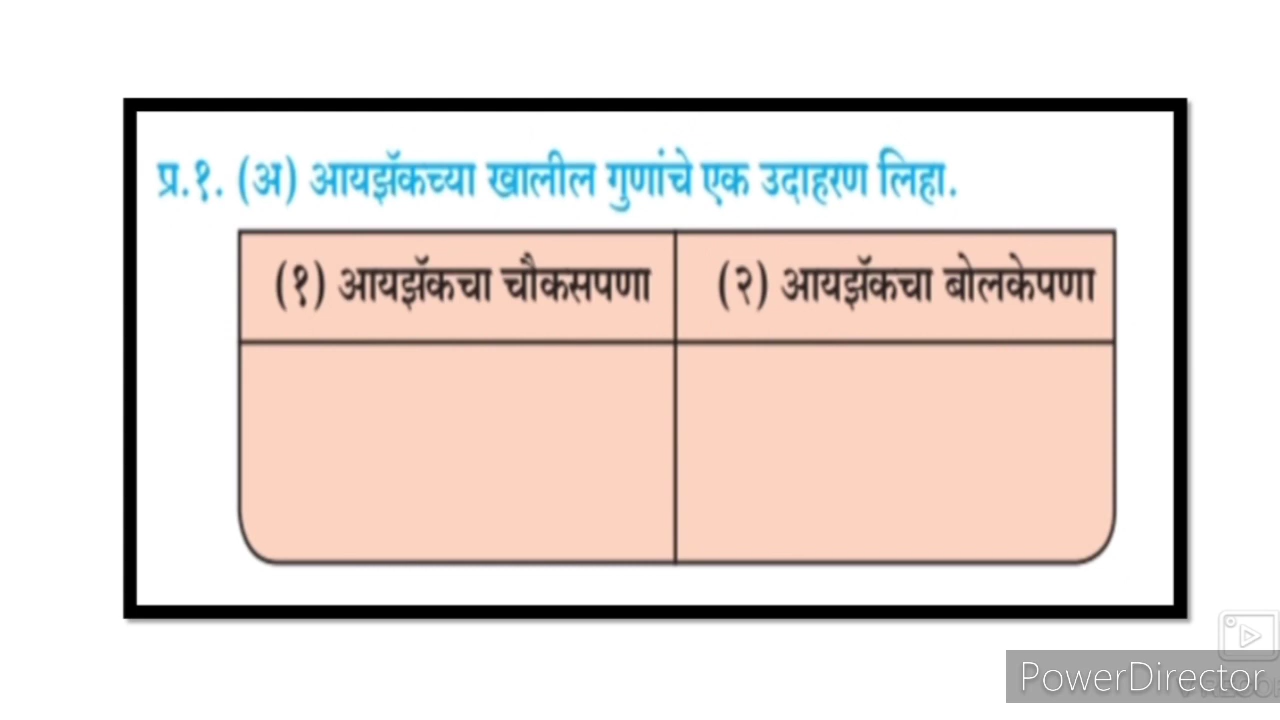 प्र.१. (अ) आयझॅकच्या खालील गुणांचे एक उदाहरण लिहा.
(१) आयझॅकचा चौकसपणा
(२) आयझॅकचा बोलकेपणा
PowerDirector